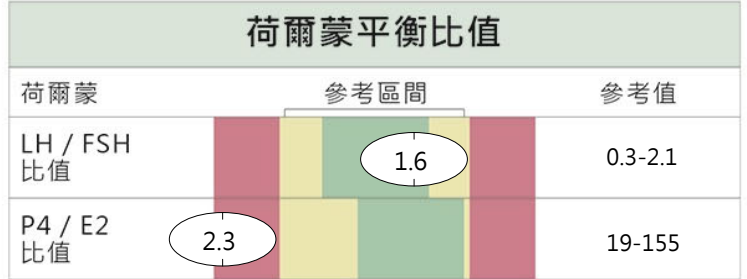 荷爾蒙平衡比值
荷爾蒙 參考區間 參考值
LH / FSH
比值
1.6 0.3-2.1
P4 / E2
比值
2.3 19-155